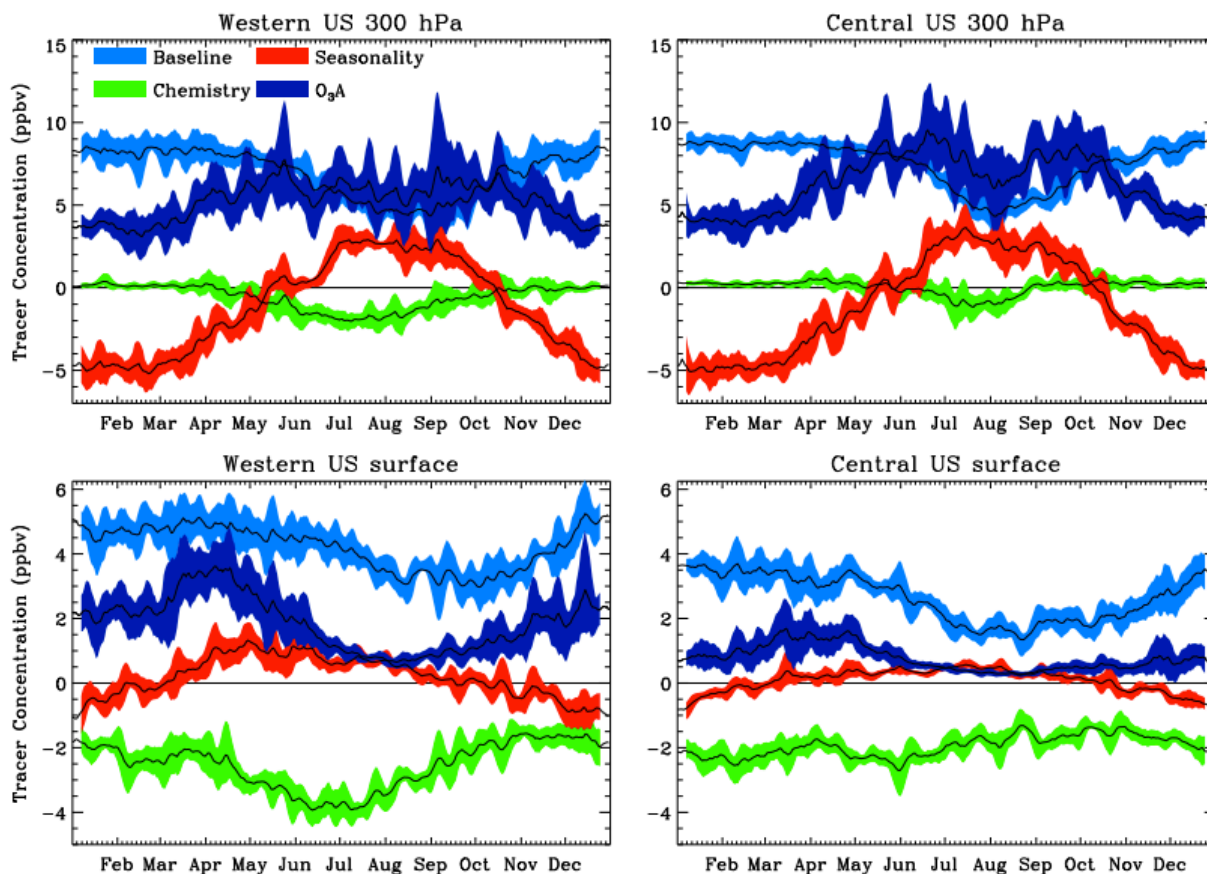 Western US 300 hPa
Central US 300 hPa
Tracer Concentration (ppbv)
15
10
5
0
-5
Baseline
Seasonality
Chemistry
O₃A
15
10
5
0
-5
Feb Mar Apr May Jun Jul Aug Sep Oct Nov Dec
Feb Mar Apr May Jun Jul Aug Sep Oct Nov Dec
Western US surface
Central US surface
Tracer Concentration (ppbv)
6
4
2
0
-2
-4
6
4
2
0
-2
-4
Feb Mar Apr May Jun Jul Aug Sep Oct Nov Dec
Feb Mar Apr May Jun Jul Aug Sep Oct Nov Dec